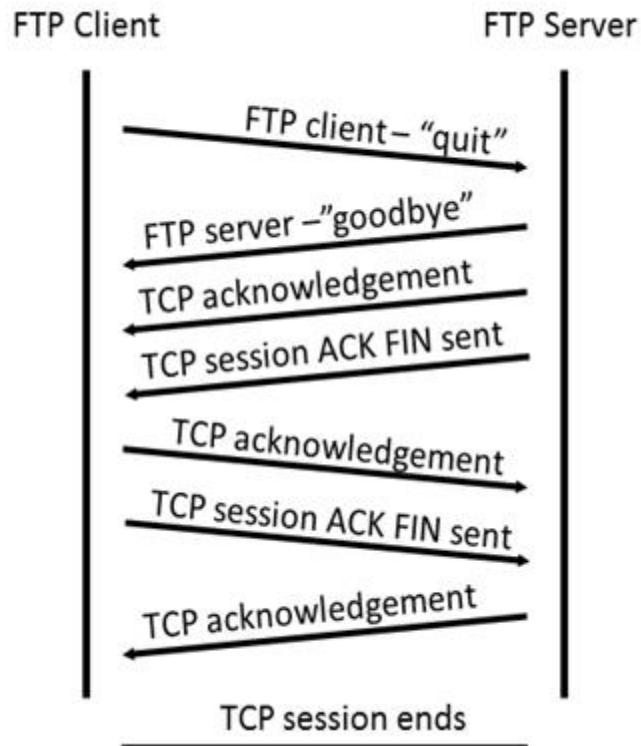 FTP Client
FTP Server
FTP client – “quit”
FTP server –”goodbye”
TCP acknowledgement
TCP session ACK FIN sent
TCP acknowledgement
TCP session ACK FIN sent
TCP acknowledgement
TCP session ends